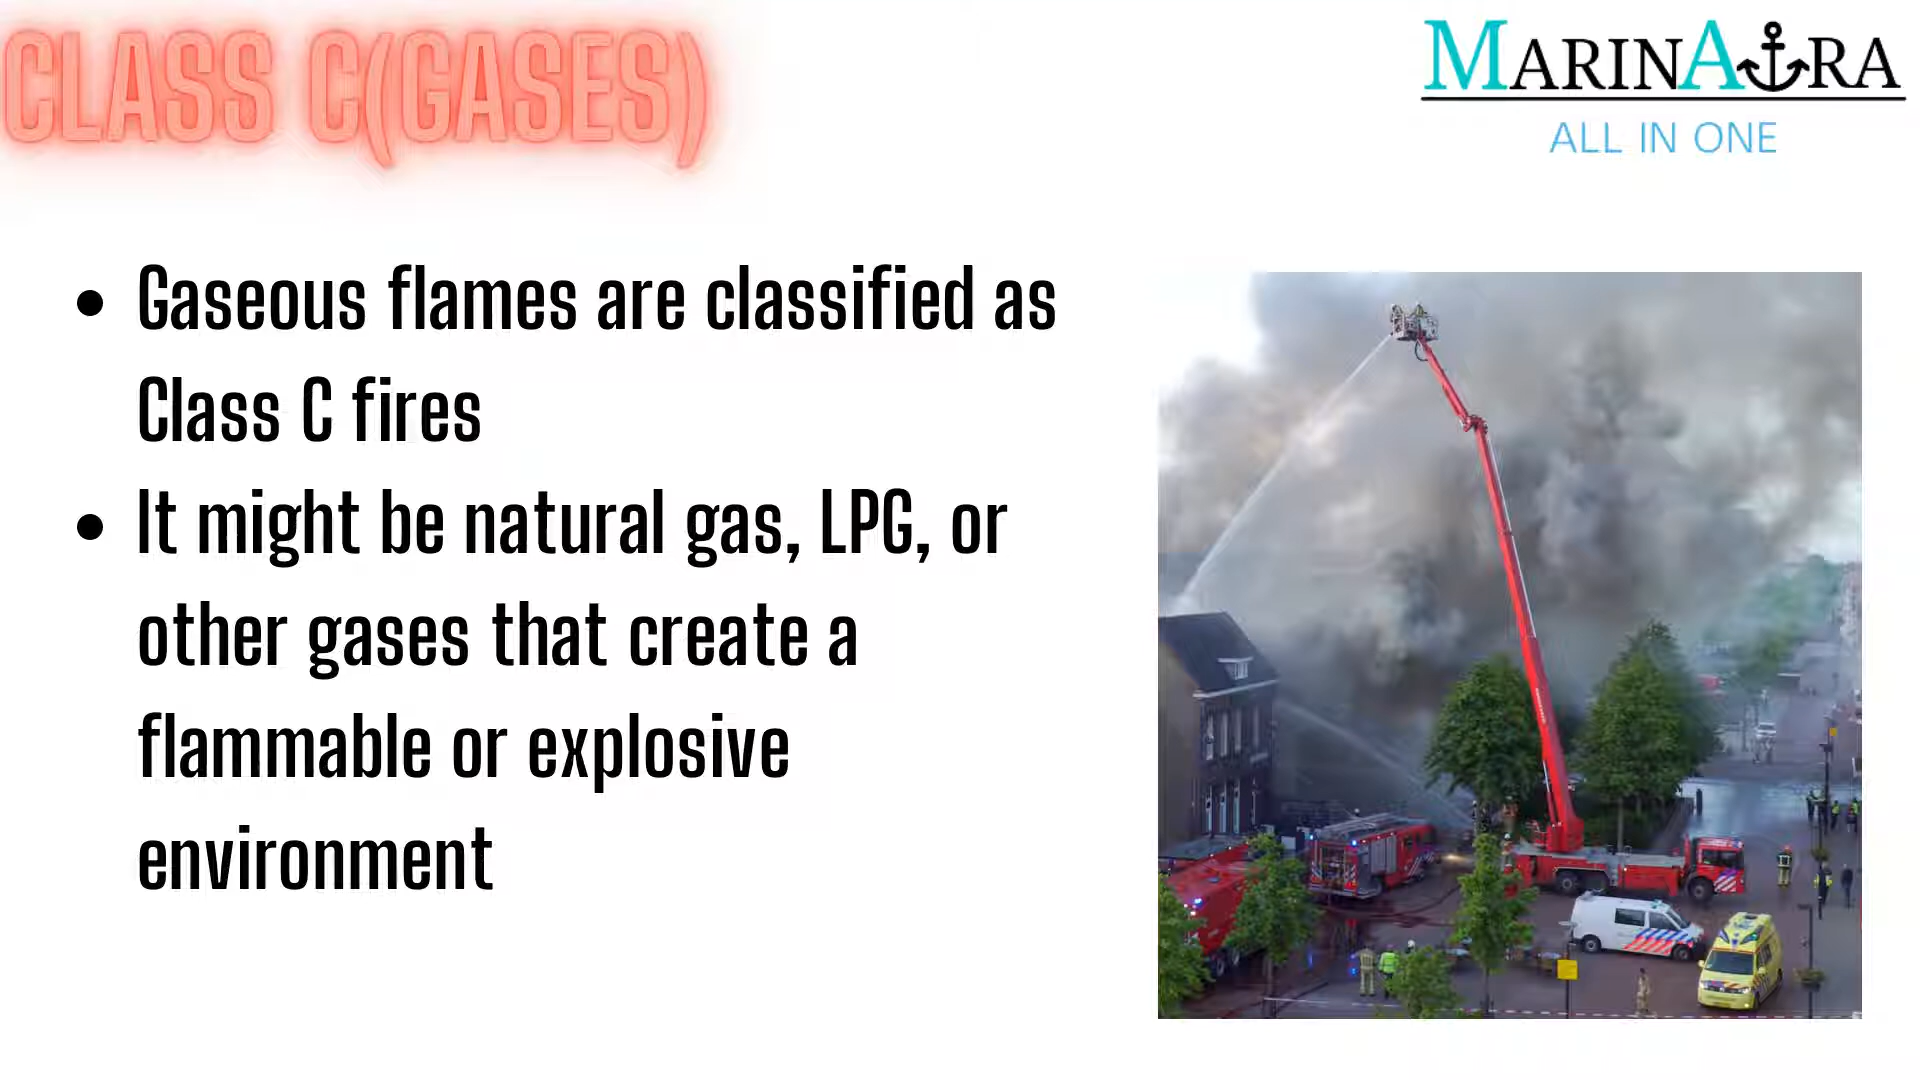 CLASS C(GASES)
MARINAURA
ALL IN ONE
• Gaseous flames are classified as
Class C fires
• It might be natural gas, LPG, or
other gases that create a
flammable or explosive
environment